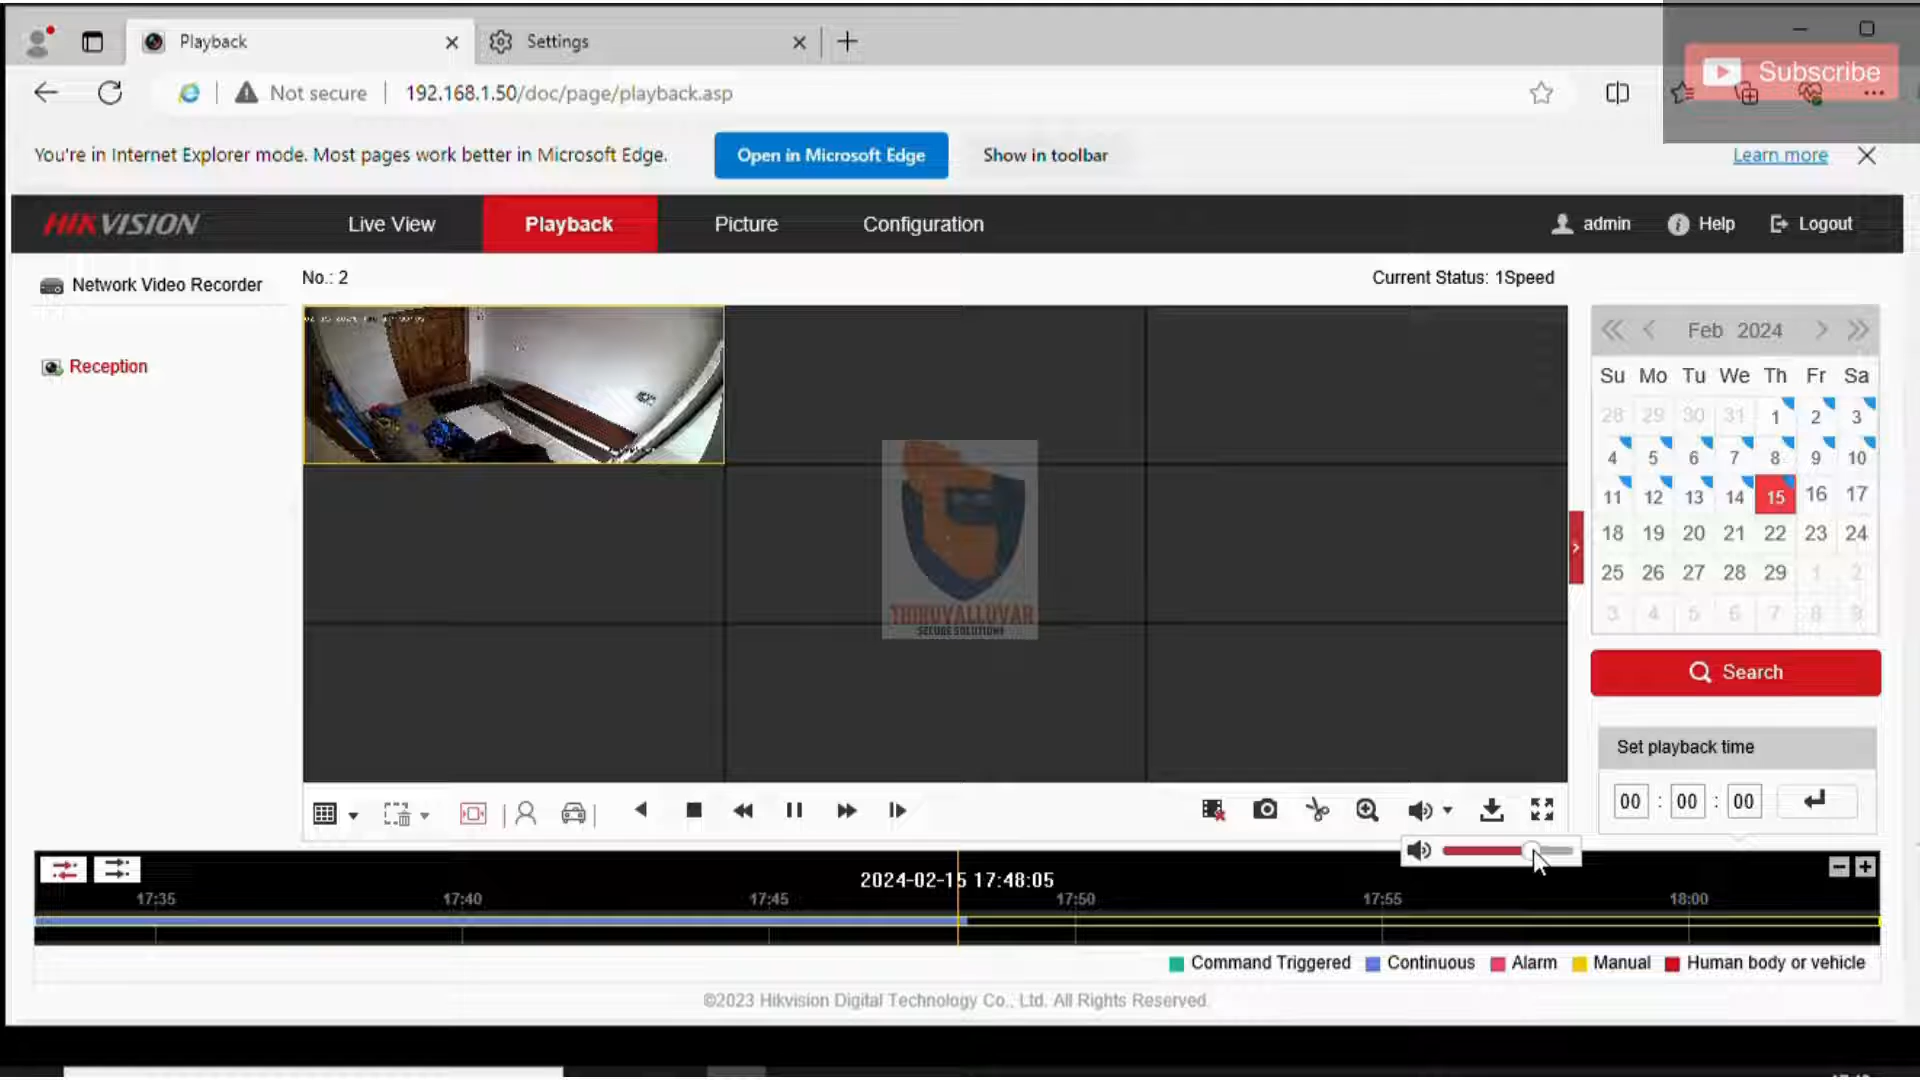 Playback
Settings
Subscribe
Not secure
192.168.1.50/doc/page/playback.asp
You're in Internet Explorer mode. Most pages work better in Microsoft Edge.
Open in Microsoft Edge
Show in toolbar
Learn more
HIKVISION
Live View
Playback
Picture
Configuration
admin
Help
Logout
Network Video Recorder
No.: 2
Current Status: 1Speed
Reception
Feb 2024
Su Mo Tu We Th Fr Sa
28 29 30 31 1 2 3
4 5 6 7 8 9 10
11 12 13 14 15 16 17
18 19 20 21 22 23 24
25 26 27 28 29 1 2
3 4 5 6 7 8 9
THIRUVALLUVAR
SECURE SOLUTIONS
Search
Set playback time
00 : 00 : 00
2024-02-15 17:48:05
17:35 17:40 17:45 17:50 17:55 18:00
Command Triggered Continuous Alarm Manual Human body or vehicle
©2023 Hikvision Digital Technology Co., Ltd. All Rights Reserved.